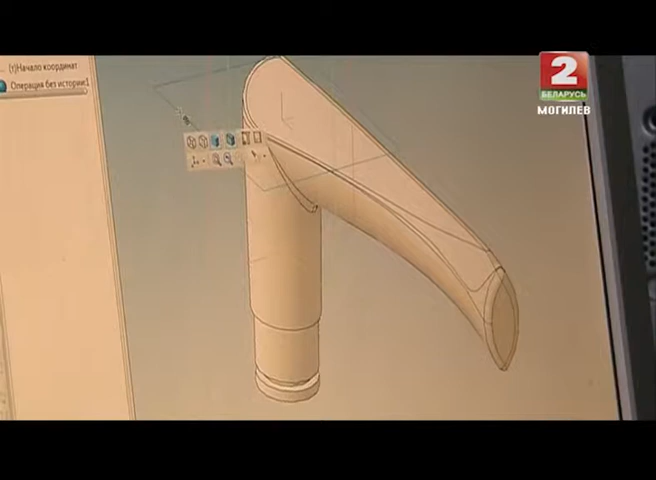 (т)Начало координат
Операция без истории1
2
БЕЛАРУСЬ
МОГИЛЕВ